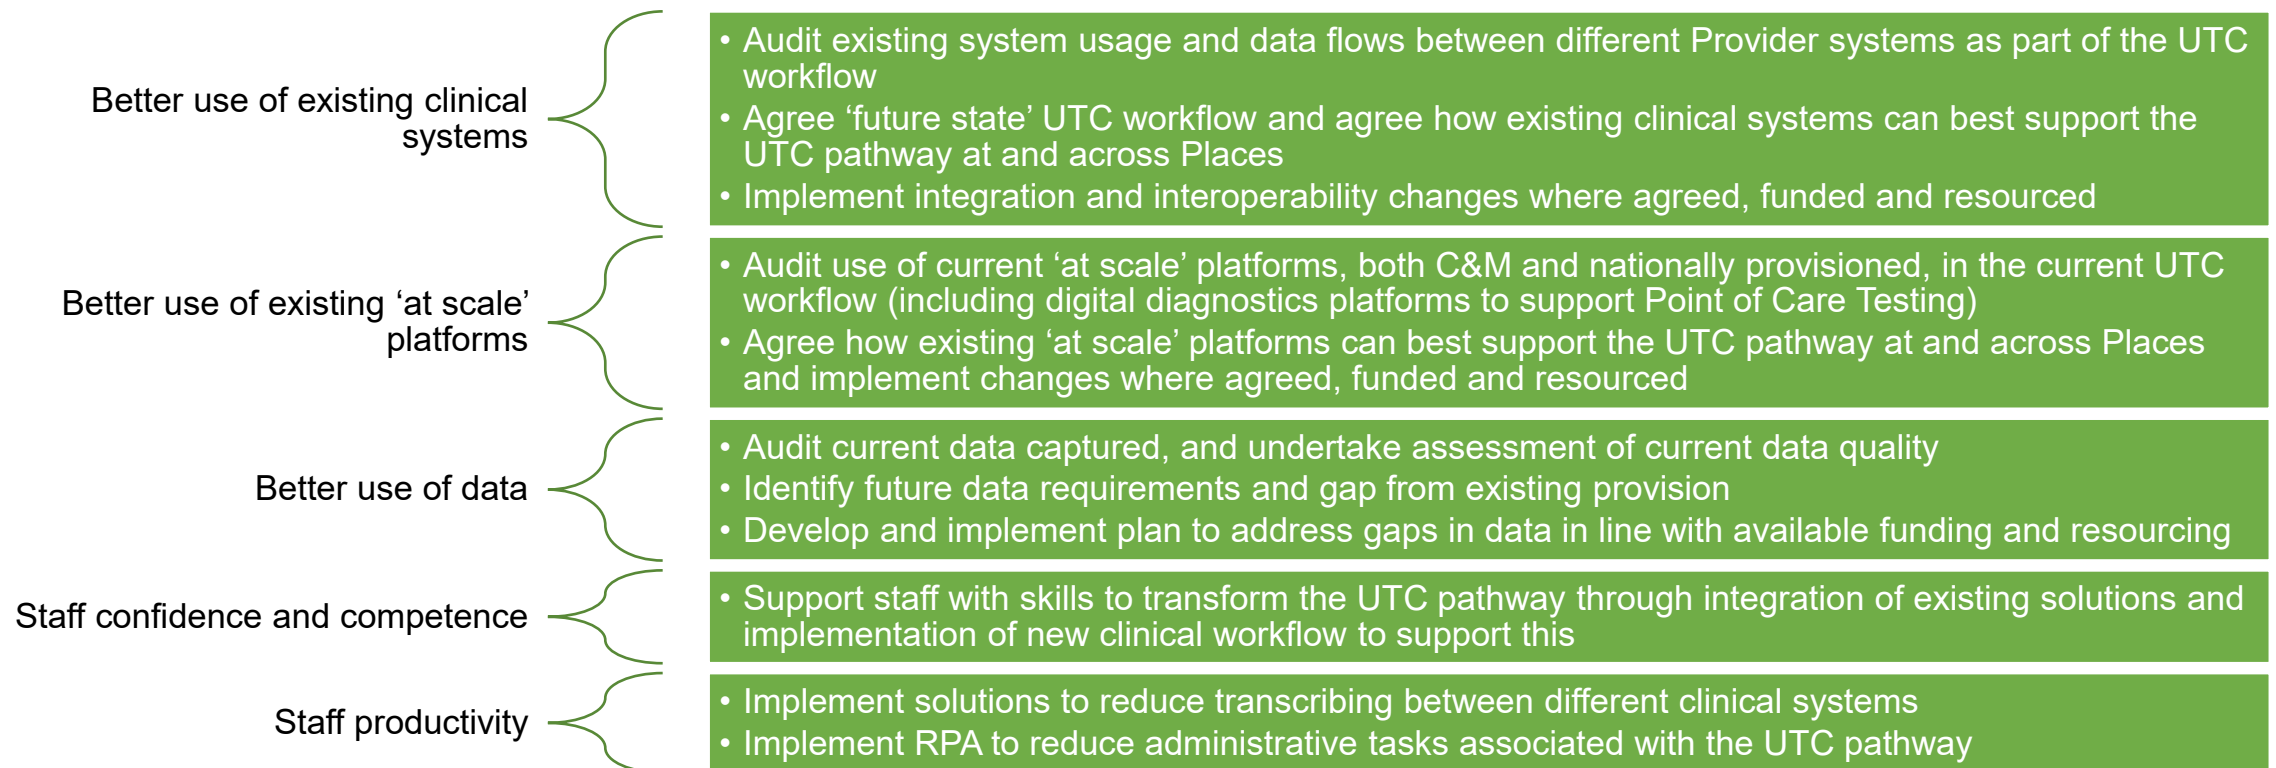 Better use of existing clinical
systems
• Audit existing system usage and data flows between different Provider systems as part of the UTC
workflow
• Agree ‘future state’ UTC workflow and agree how existing clinical systems can best support the
UTC pathway at and across Places
• Implement integration and interoperability changes where agreed, funded and resourced
Better use of existing ‘at scale’
platforms
• Audit use of current ‘at scale’ platforms, both C&M and nationally provisioned, in the current UTC
workflow (including digital diagnostics platforms to support Point of Care Testing)
• Agree how existing ‘at scale’ platforms can best support the UTC pathway at and across Places
and implement changes where agreed, funded and resourced
Better use of data
• Audit current data captured, and undertake assessment of current data quality
• Identify future data requirements and gap from existing provision
• Develop and implement plan to address gaps in data in line with available funding and resourcing
Staff confidence and competence
• Support staff with skills to transform the UTC pathway through integration of existing solutions and
implementation of new clinical workflow to support this
Staff productivity
• Implement solutions to reduce transcribing between different clinical systems
• Implement RPA to reduce administrative tasks associated with the UTC pathway